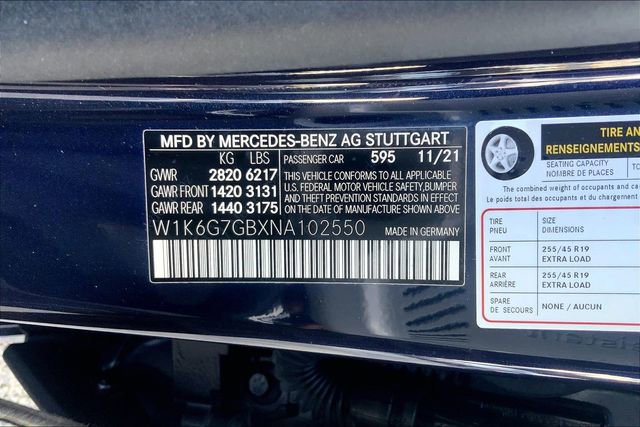 MFD BY MERCEDES-BENZ AG STUTTGART
KG LBS PASSENGER CAR 595 11/21
GVWR 2820 6217
GAWR FRONT 1420 3131
GAWR REAR 1440 3175
THIS VEHICLE CONFORMS TO ALL APPLICABLE
U.S. FEDERAL MOTOR VEHICLE SAFETY, BUMPER
AND THEFT PREVENTION STANDARDS IN EFFECT
ON THE DATE OF MANUFACTURE SHOWN ABOVE
W1K6G7GBXNA102550 MADE IN GERMANY
TIRE AN
RENSEIGNEMENTS
SEATING CAPACITY
NOMBRE DE PLACES
The combined weight of occupants and ca
Le poids total des occupants et du c
TIRE SIZE
PNEU DIMENSIONS
FRONT 255/45 R19
AVANT EXTRA LOAD
REAR 255/45 R19
ARRIÈRE EXTRA LOAD
SPARE NONE / AUCUN
DE SECOURS